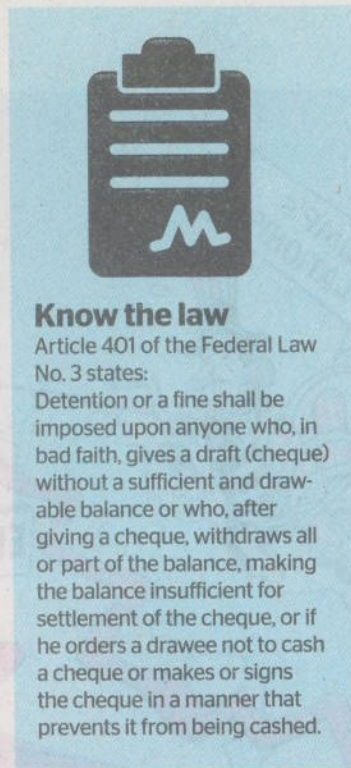 Know the law
Article 401 of the Federal Law
No. 3 states:
Detention or a fine shall be
imposed upon anyone who, in
bad faith, gives a draft (cheque)
without a sufficient and draw-
able balance or who, after
giving a cheque, withdraws all
or part of the balance, making
the balance insufficient for
settlement of the cheque, or if
he orders a drawee not to cash
a cheque or makes or signs
the cheque in a manner that
prevents it from being cashed.